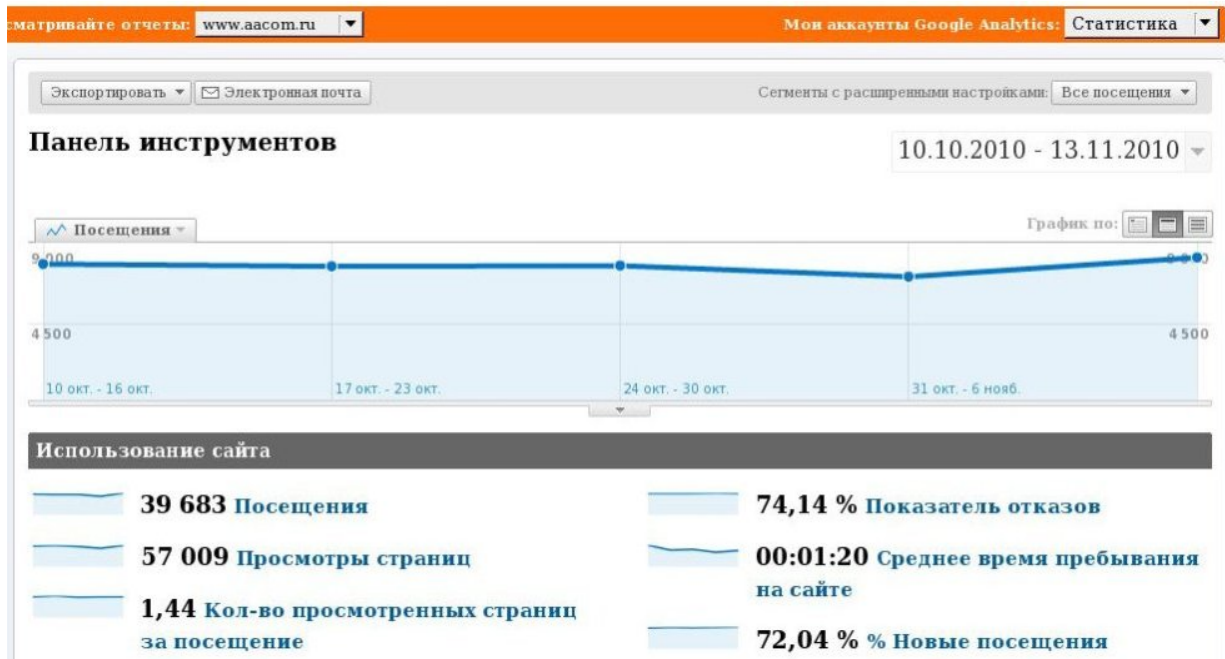 сматривайте отчеты: www.aacom.ru Мои аккаунты Google Analytics: Статистика
Экспортировать Электронная почта Сегменты с расширенными настройками: Все посещения
Панель инструментов 10.10.2010 - 13.11.2010
Посещения График по:
9 000
4 500 4 500
10 окт. - 16 окт. 17 окт. - 23 окт. 24 окт. - 30 окт. 31 окт. - 6 нояб.
Использование сайта
39 683 Посещения
57 009 Просмотры страниц
1,44 Кол-во просмотренных страниц
за посещение
74,14 % Показатель отказов
00:01:20 Среднее время пребывания
на сайте
72,04 % % Новые посещения